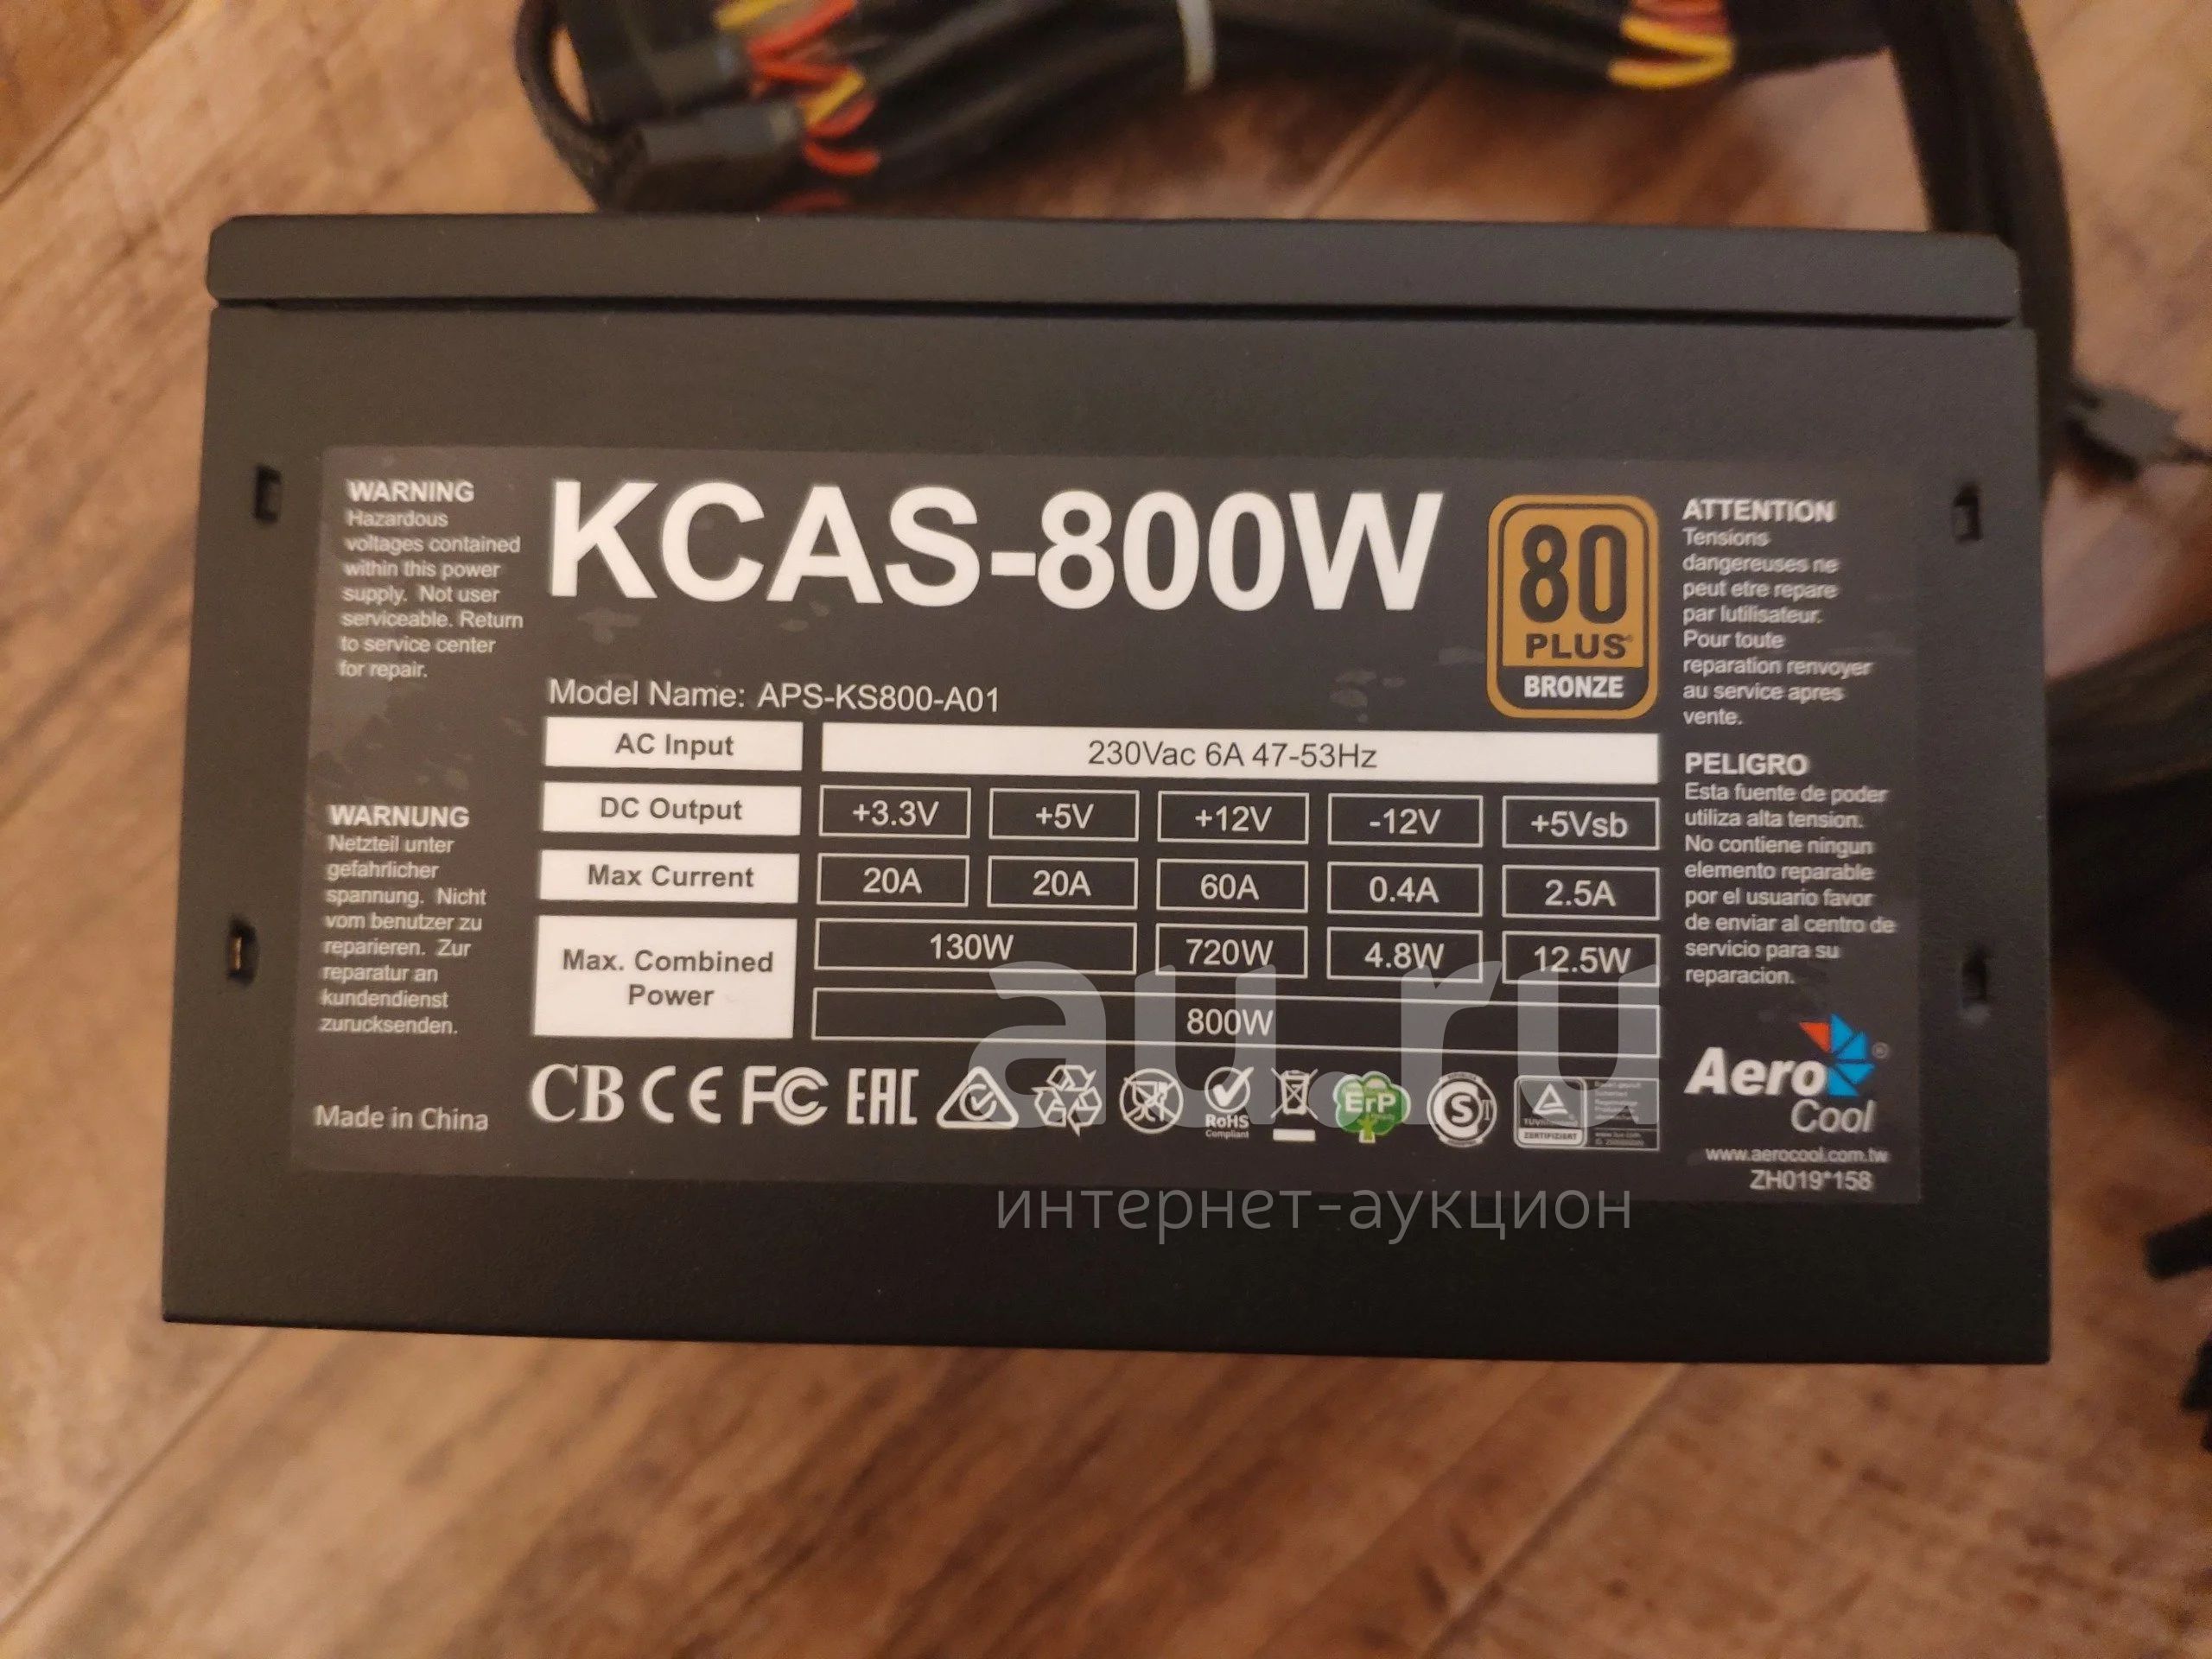 WARNING
Hazardous
voltages contained
within this power
supply. Not user
serviceable. Return
to service center
for repair.
WARNUNG
Netzteil unter
gefahrlicher
spannung. Nicht
vom benutzer zu
reparieren. Zur
reparatur an
kundendienst
zurucksenden.
Made in China
KCAS-800W
80
PLUS
BRONZE
Model Name: APS-KS800-A01
AC Input 230Vac 6A 47-53Hz
DC Output +3.3V +5V +12V -12V +5Vsb
Max Current 20A 20A 60A 0.4A 2.5A
Max. Combined
Power
130W 720W 4.8W 12.5W
800W
CB CE FC EAC
RoHS
Compliant
ErP
S
ZERTIFIZIERT
ATTENTION
Tensions
dangereuses ne
peut etre repare
par lutilisateur.
Pour toute
reparation renvoyer
au service apres
vente.
PELIGRO
Esta fuente de poder
utiliza alta tension.
No contiene ningun
elemento reparable
por el usuario favor
de enviar al centro de
servicio para su
reparacion.
Aero
Cool
®
www.aerocool.com.tw
ZH019*158
au.ru
интернет-аукцион